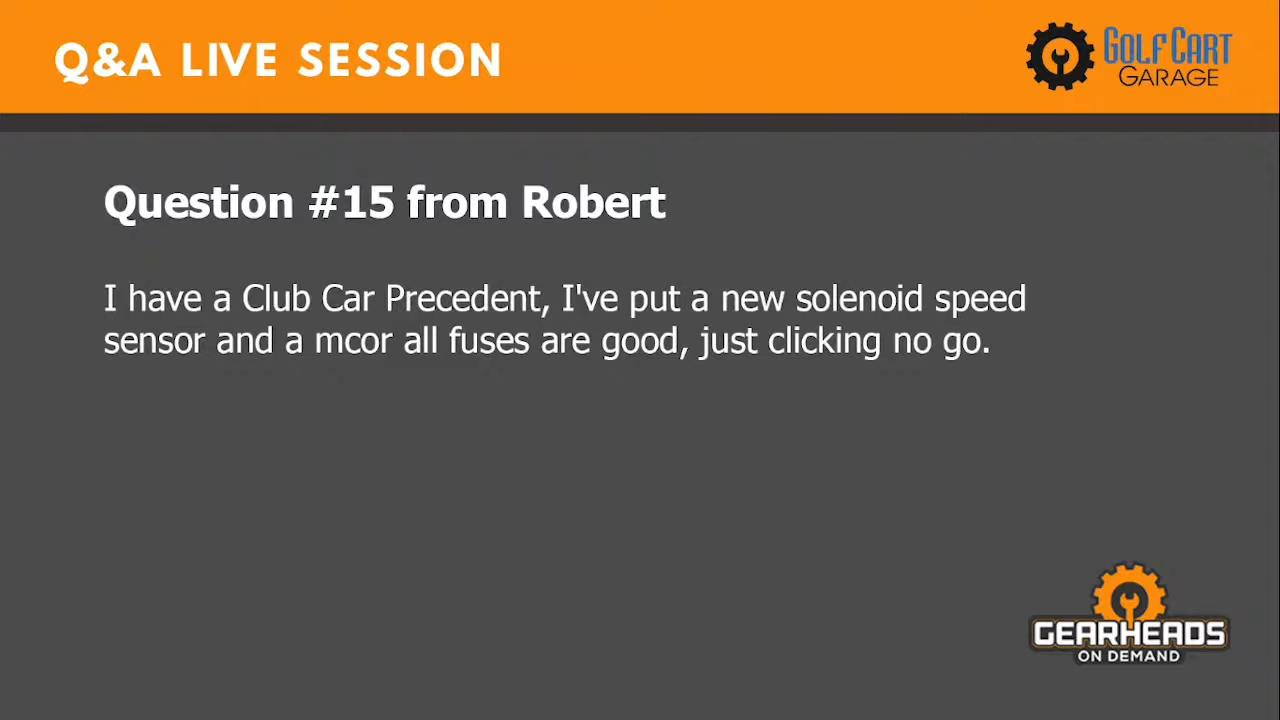 Q&A LIVE SESSION
GOLF CART
GARAGE
Question #15 from Robert
I have a Club Car Precedent, I've put a new solenoid speed
sensor and a mcor all fuses are good, just clicking no go.
GEARHEADS
ON DEMAND